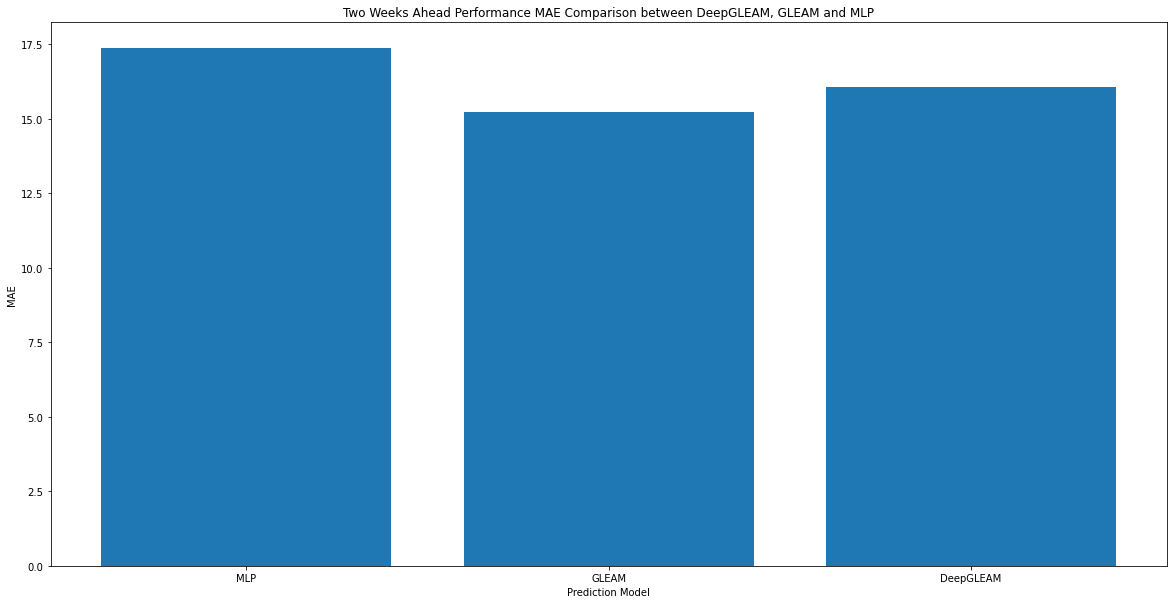 Two Weeks Ahead Performance MAE Comparison between DeepGLEAM, GLEAM and MLP
17.5
15.0
12.5
10.0
7.5
5.0
2.5
0.0
MAE
MLP
GLEAM
DeepGLEAM
Prediction Model